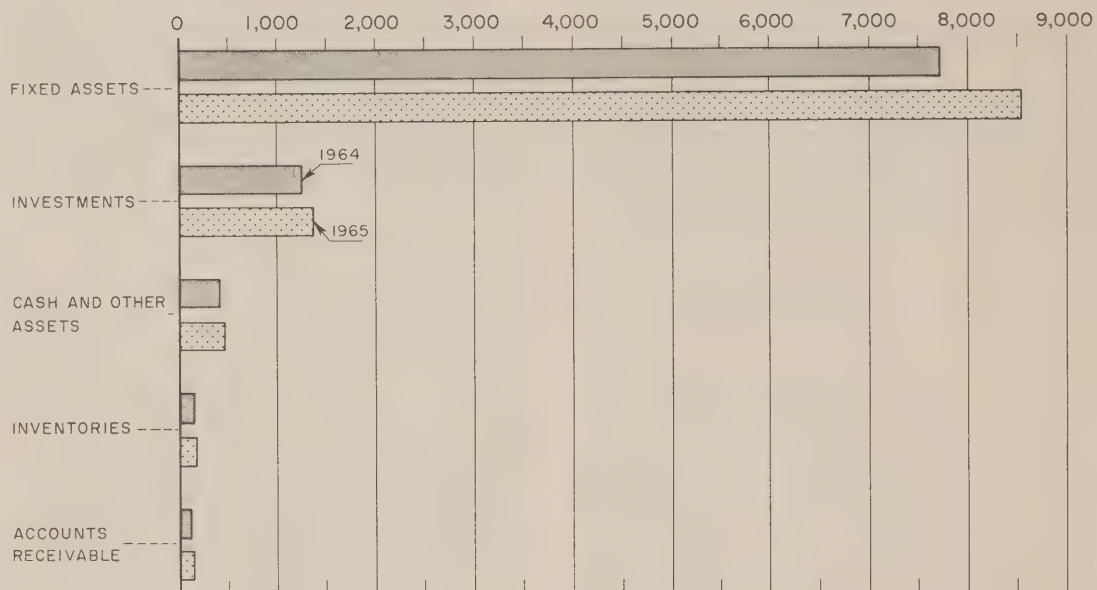 0 1,000 2,000 3,000 4,000 5,000 6,000 7,000 8,000 9,000
FIXED ASSETS
1964
INVESTMENTS
1965
CASH AND OTHER
ASSETS
INVENTORIES
ACCOUNTS
RECEIVABLE